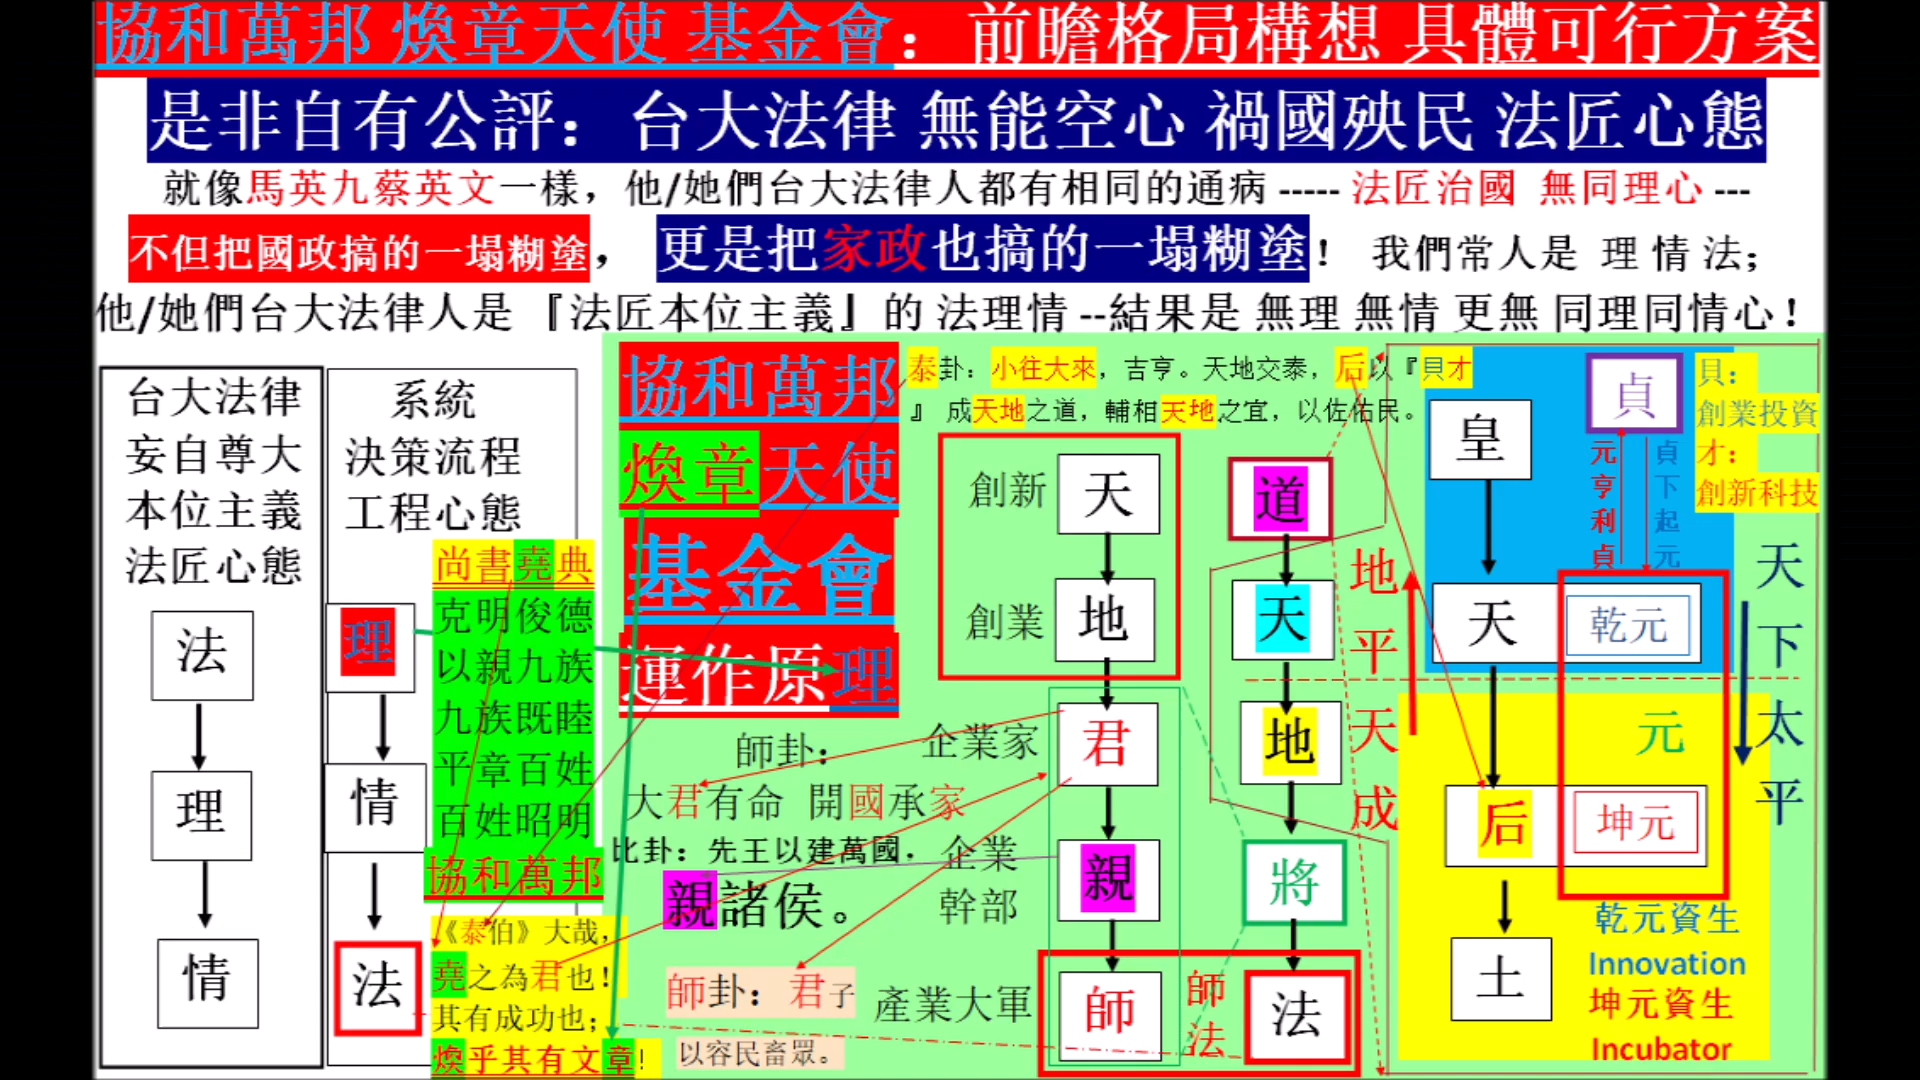 協和萬邦 煥章天使 基金會：前瞻格局構想 具體可行方案
是非自有公評：台大法律 無能空心 禍國殃民 法匠心態
就像馬英九蔡英文一樣，他/她們台大法律人都有相同的通病 ----- 法匠治國 無同理心 ---
不但把國政搞的一塌糊塗，更是把家政也搞的一塌糊塗！ 我們常人是 理 情 法；
他/她們台大法律人是『法匠本位主義』的 法理情 --結果是 無理 無情 更無 同理同情心！
台大法律
妄自尊大
本位主義
法匠心態
法
理
情
系統
決策流程
工程心態
理
情
法
尚書堯典
克明俊德
以親九族
九族既睦
平章百姓
百姓昭明
協和萬邦
《泰伯》大哉，
堯之為君也！
其有成功也；
煥乎其有文章！
協和萬邦
煥章天使
基金會
運作原理
泰卦：小往大來，吉亨。天地交泰，后以『貝才
』 成天地之道，輔相天地之宜，以佐佑民。
師卦：
大君有命 開國承家
比卦：先王以建萬國．
親諸侯。
師卦：君子
以容民畜眾。
創新
天
創業
地
企業家
君
企業
幹部
親
產業大軍
師
師法
道
天
地
將
法
地平天成
皇
天
后
土
貞
元亨利貞
貞下起元
貝：
創業投資
才：
創新科技
乾元
元
坤元
天下太平
乾元資生
Innovation
坤元資生
Incubator